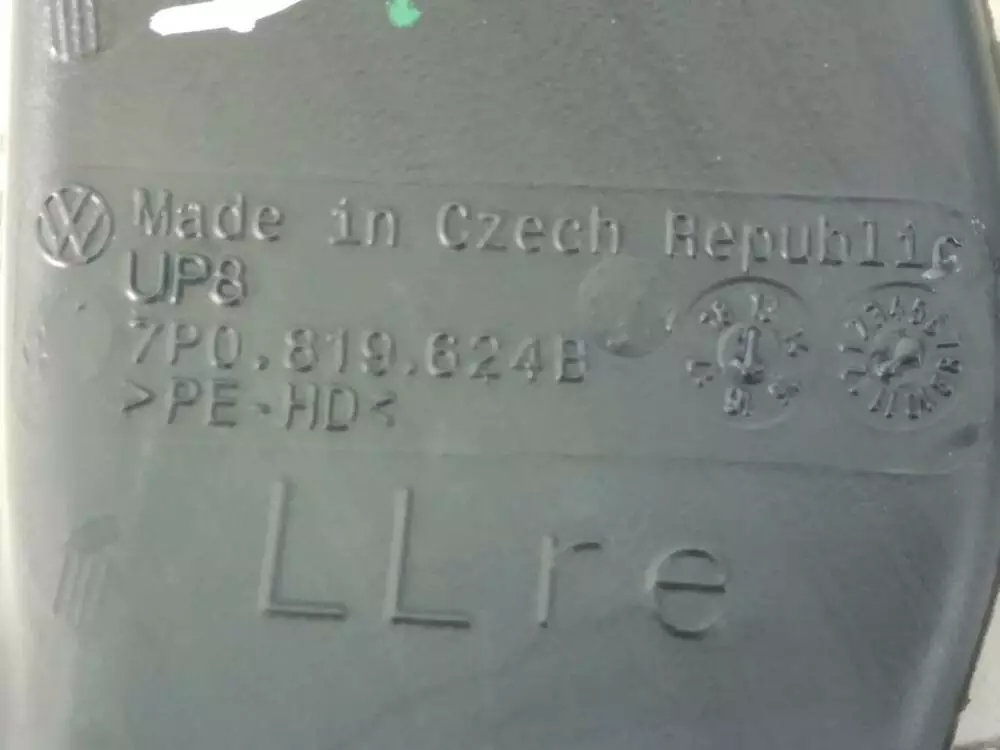 Made in Czech Republic
UP8
7P0.819.624B
>PE-HD<
LLre